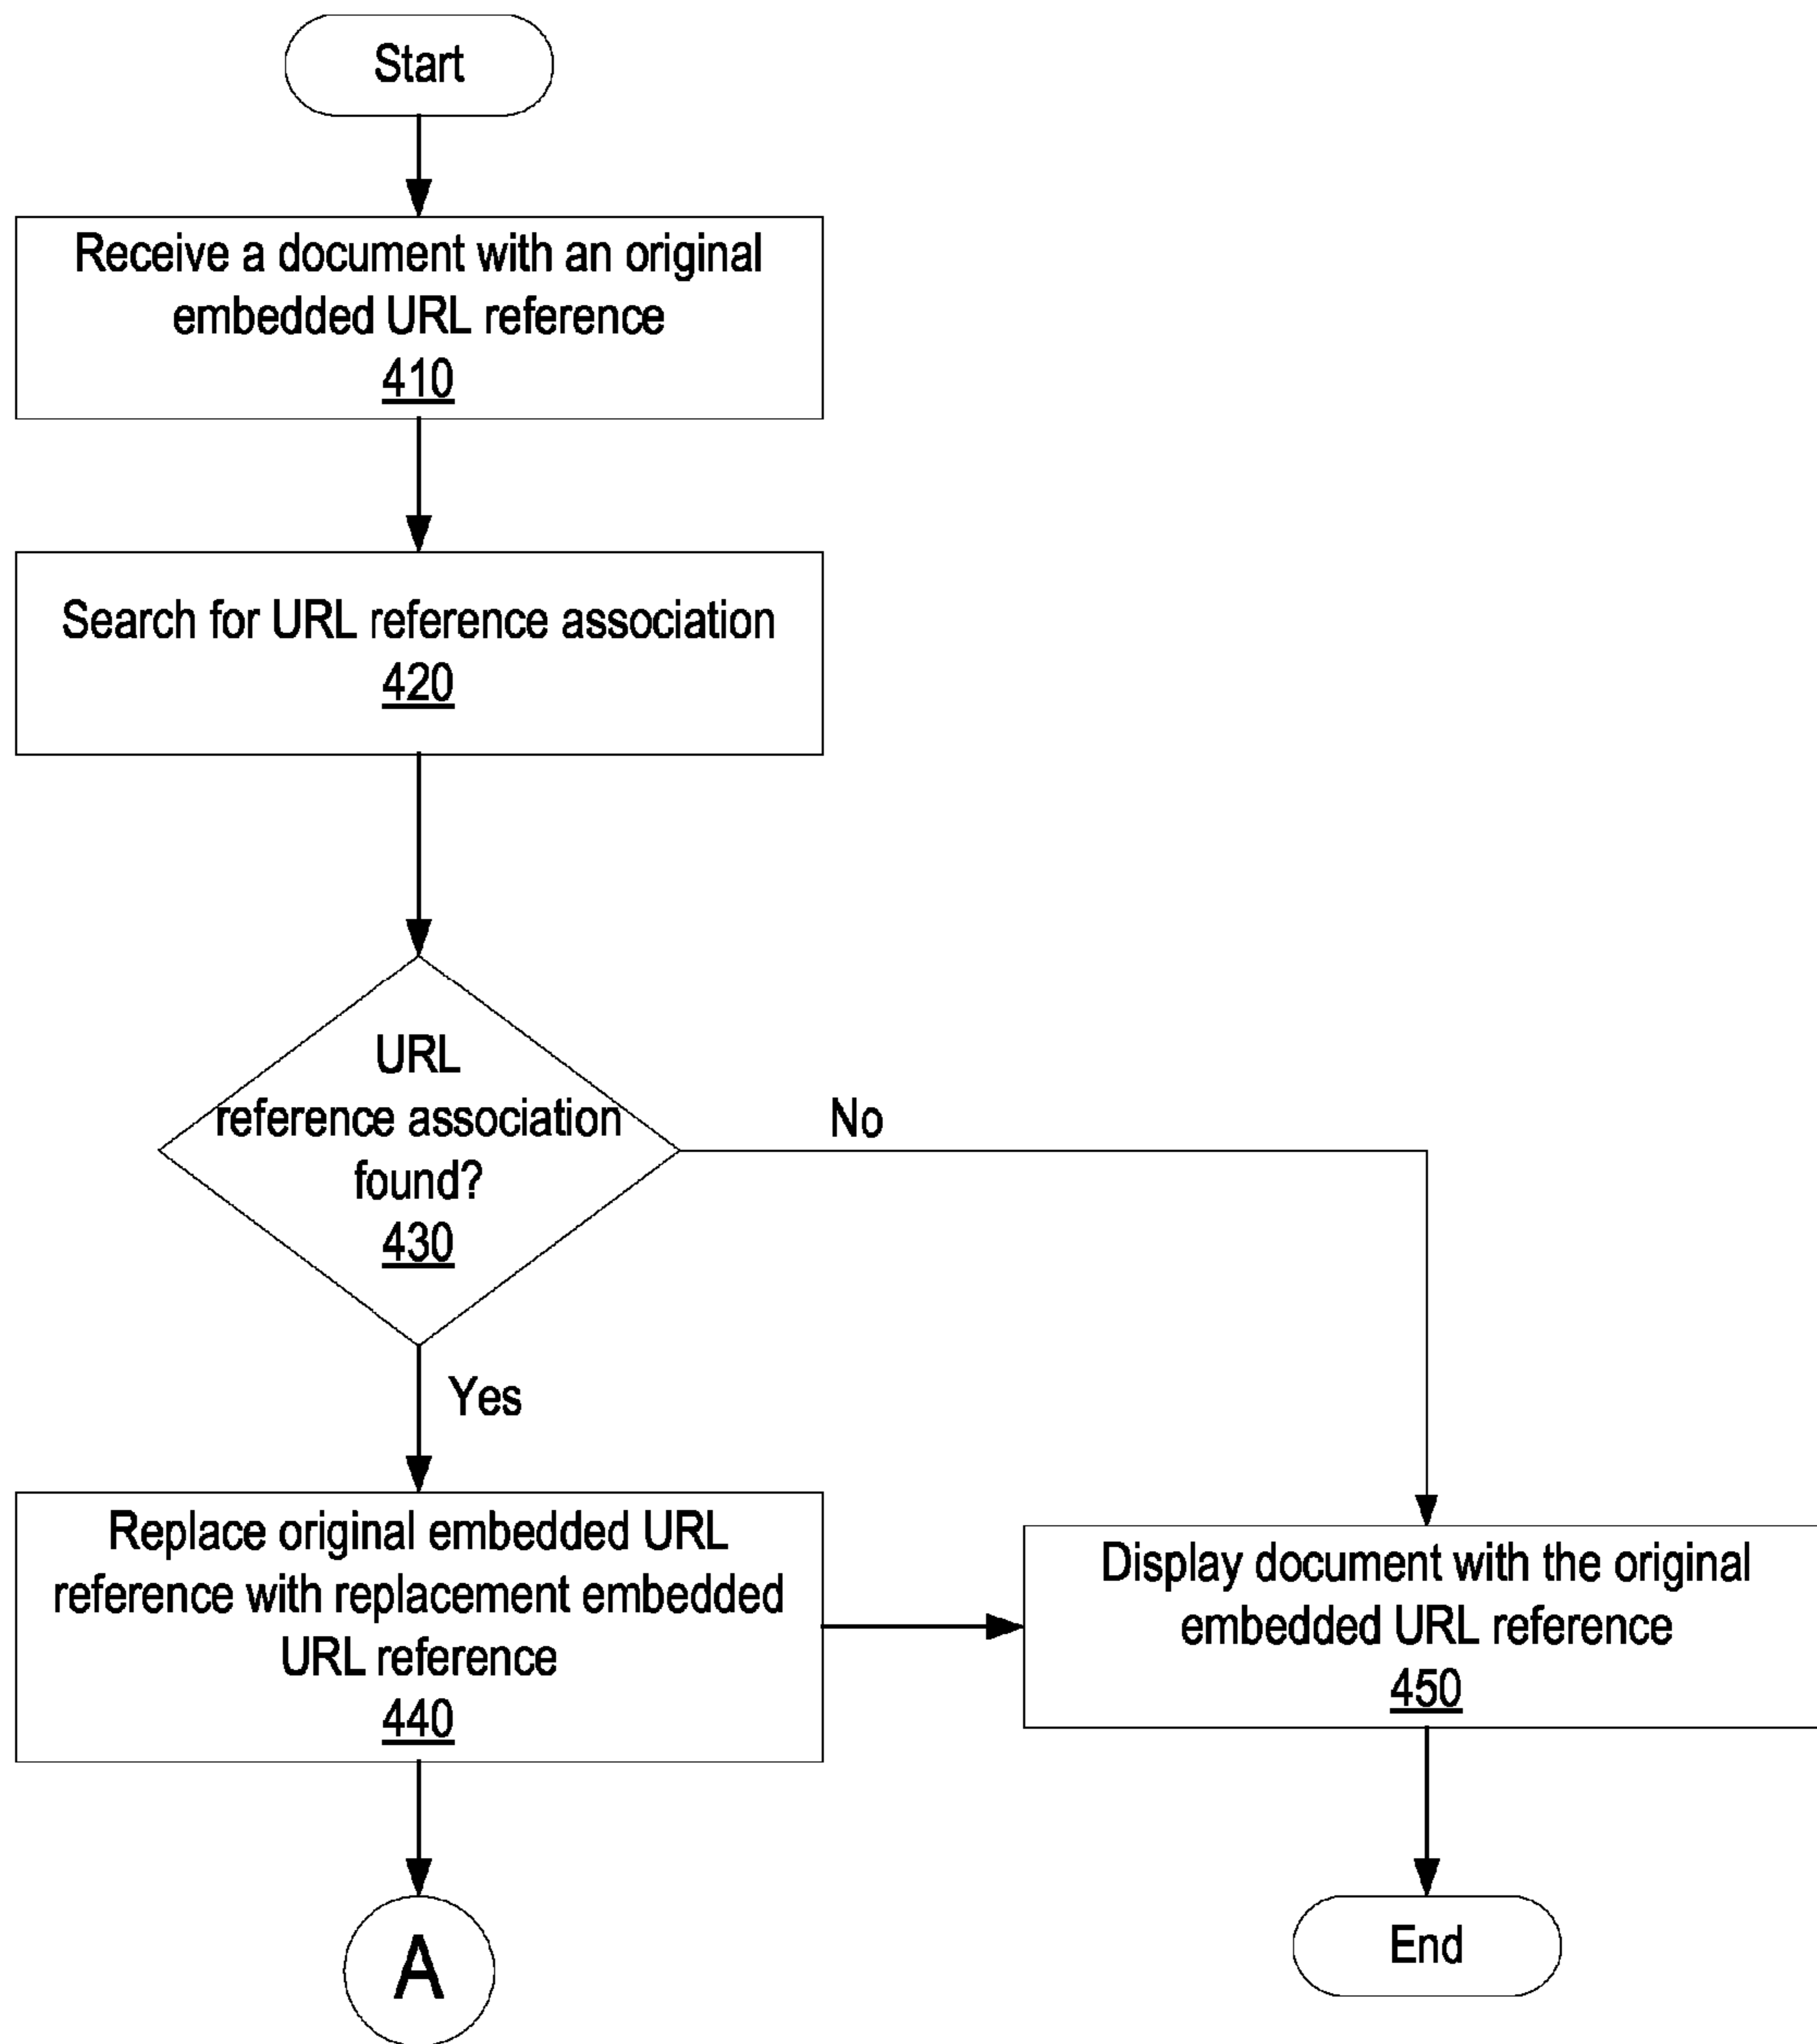 Start
Receive a document with an original
embedded URL reference
410
Search for URL reference association
420
URL
reference association
found?
430
No
Yes
Replace original embedded URL
reference with replacement embedded
URL reference
440
Display document with the original
embedded URL reference
450
A
End